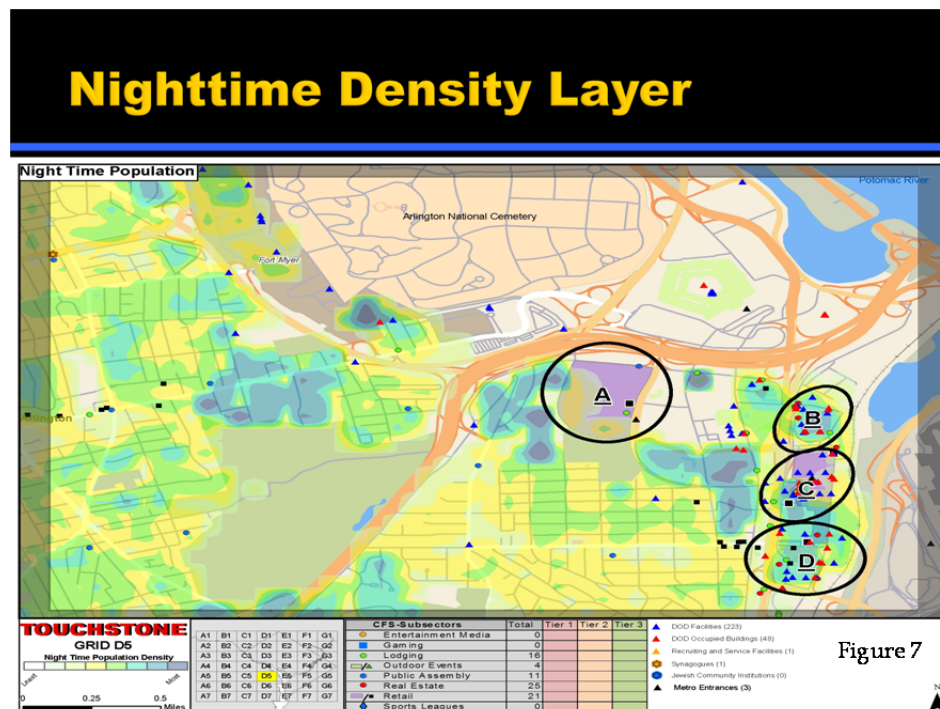 Nighttime Density Layer
Night Time Population
Potomac River
Arlington National Cemetery
Fort Myer
A
B
C
D
TOUCHSTONE
GRID D5
Night Time Population Density
Least
Most
0 0.25 0.5
Miles
A1 B1 C1 D1 E1 F1 G1
A2 B2 C2 D2 E2 F2 G2
A3 B3 C3 D3 E3 F3 G3
A4 B4 C4 D4 E4 F4 G4
A5 B5 C5 D5 E5 F5 G5
A6 B6 C6 D6 E6 F6 G6
A7 B7 C7 D7 E7 F7 G7
CFS-Subsectors Total Tier 1 Tier 2 Tier 3
Entertainment Media 0
Gaming 0
Lodging 16
Outdoor Events 4
Public Assembly 11
Real Estate 25
Retail 21
Sports Leagues 0
DOD Facilities (223)
DOD Occupied Buildings (48)
Recruiting and Service Facilities (1)
Synagogues (1)
Jewish Community Institutions (0)
Metro Entrances (3)
Figure 7
N